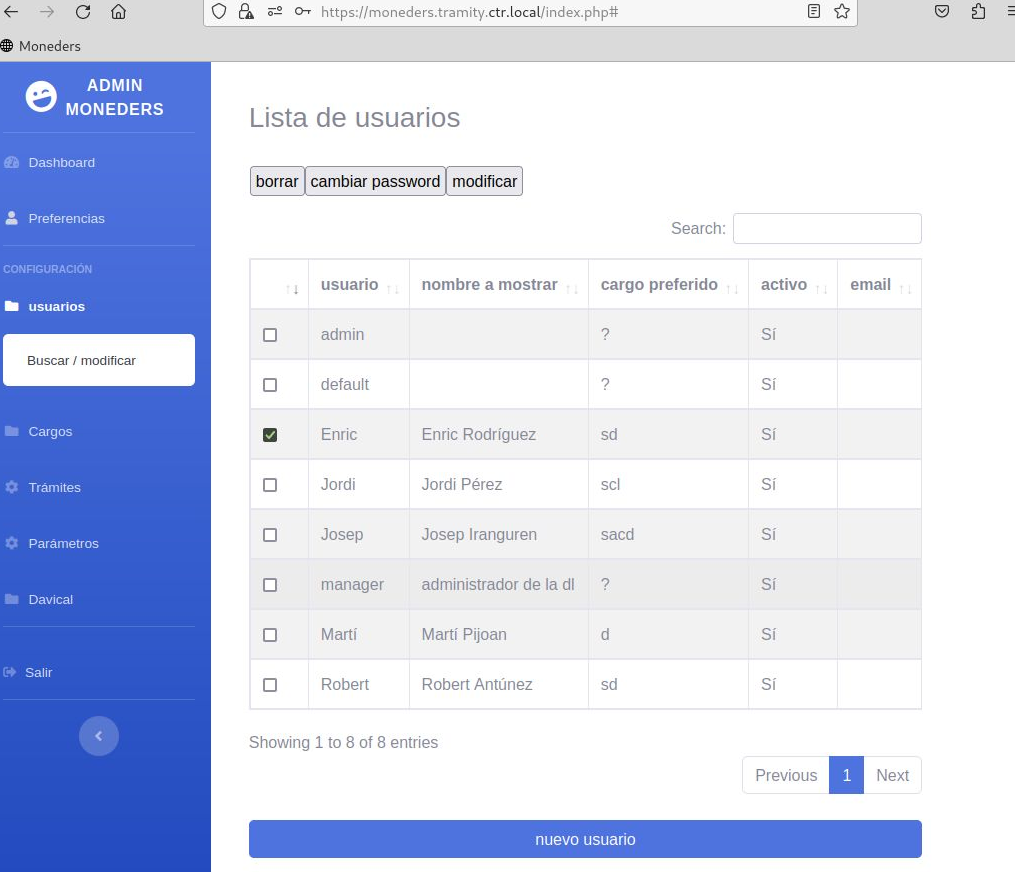 https://moneders.tramity.ctr.local/index.php#
Moneders
ADMIN
MONEDERS
Dashboard
Preferencias
CONFIGURACIÓN
usuarios
Buscar / modificar
Cargos
Trámites
Parámetros
Davical
Salir
Lista de usuarios
borrar cambiar password modificar
Search:
usuario nombre a mostrar cargo preferido activo email
admin ? Sí
default ? Sí
Enric Enric Rodríguez sd Sí
Jordi Jordi Pérez scl Sí
Josep Josep Iranguren sacd Sí
manager administrador de la dl ? Sí
Martí Martí Pijoan d Sí
Robert Robert Antúnez sd Sí
Showing 1 to 8 of 8 entries
Previous 1 Next
nuevo usuario